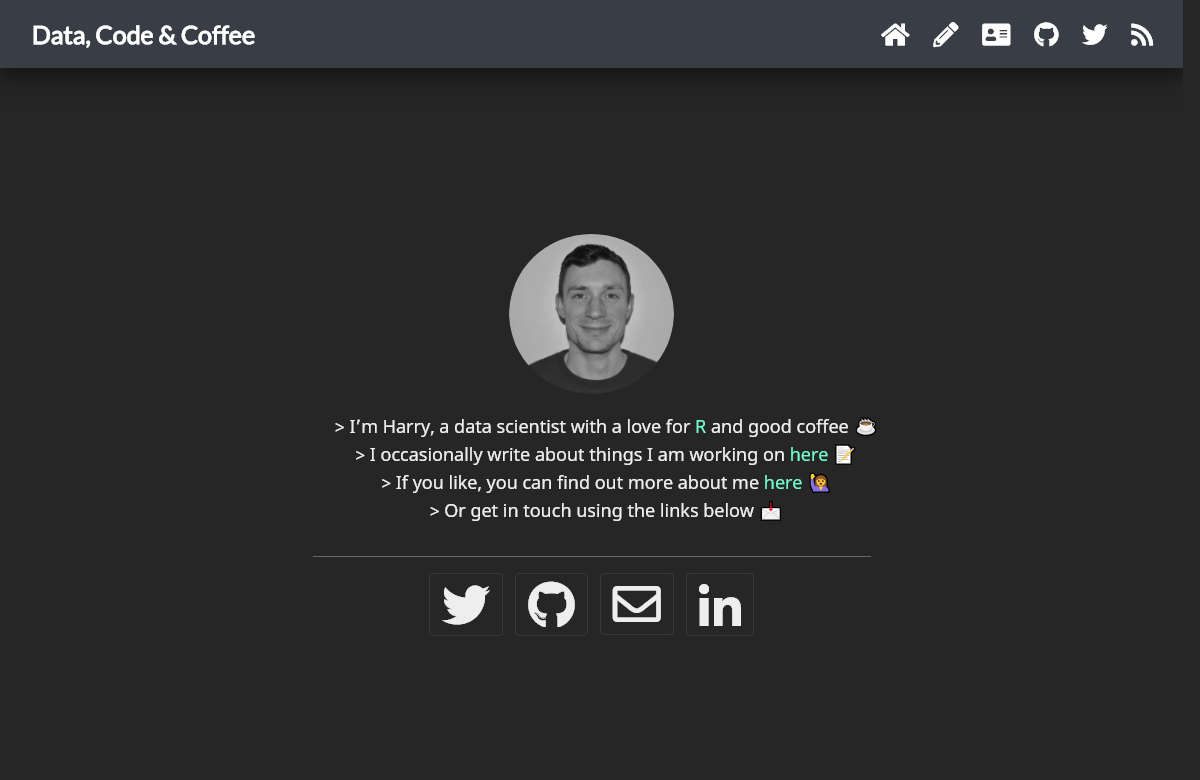 Data, Code & Coffee
> I'm Harry, a data scientist with a love for R and good coffee ☕
> I occasionally write about things I am working on here 📝
> If you like, you can find out more about me here 🙋
> Or get in touch using the links below 📩